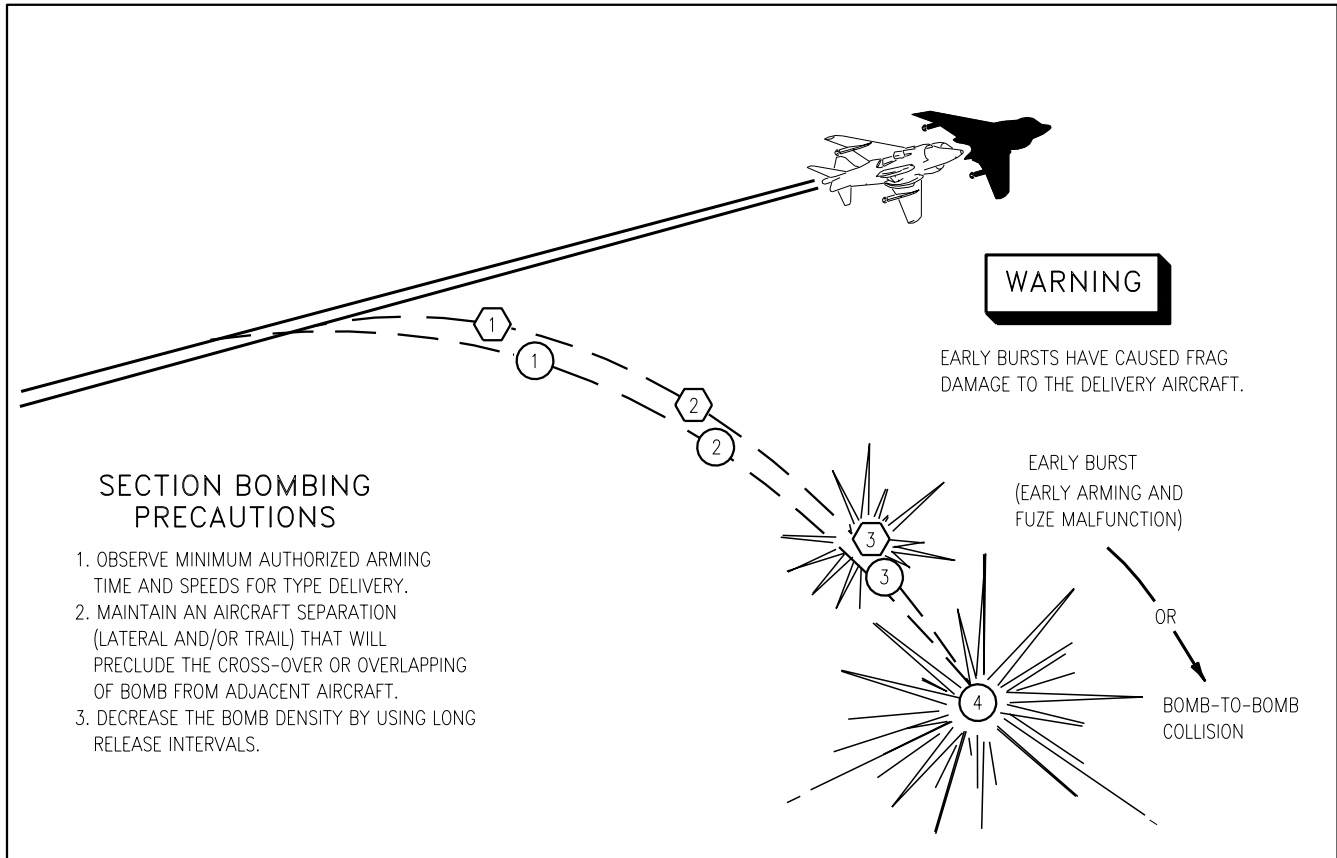 WARNING
EARLY BURSTS HAVE CAUSED FRAG
DAMAGE TO THE DELIVERY AIRCRAFT.
1
1
2
2
3
3
4
EARLY BURST
(EARLY ARMING AND
FUZE MALFUNCTION)
OR
BOMB-TO-BOMB
COLLISION
SECTION BOMBING
PRECAUTIONS
1. OBSERVE MINIMUM AUTHORIZED ARMING
TIME AND SPEEDS FOR TYPE DELIVERY.
2. MAINTAIN AN AIRCRAFT SEPARATION
(LATERAL AND/OR TRAIL) THAT WILL
PRECLUDE THE CROSS-OVER OR OVERLAPPING
OF BOMB FROM ADJACENT AIRCRAFT.
3. DECREASE THE BOMB DENSITY BY USING LONG
RELEASE INTERVALS.